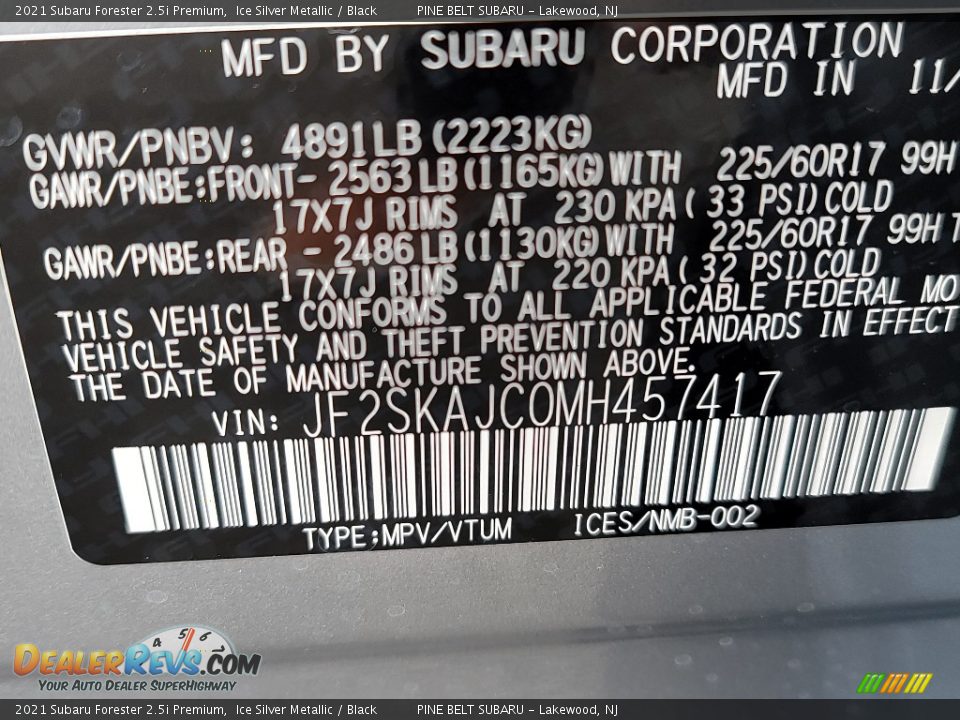 2021 Subaru Forester 2.5i Premium, Ice Silver Metallic / Black PINE BELT SUBARU - Lakewood, NJ
MFD BY SUBARU CORPORATION
MFD IN 11/
GVWR/PNBV: 4891LB(2223KG)
GAWR/PNBE:FRONT- 2563LB(1165KG)WITH 225/60R17 99H
17X7J RIMS AT 230 KPA( 33 PSI)COLD
GAWR/PNBE:REAR - 2486LB(1130KG)WITH 225/60R17 99H T
17X7J RIMS AT 220 KPA( 32 PSI)COLD
THIS VEHICLE CONFORMS TO ALL APPLICABLE FEDERAL MO
VEHICLE SAFETY AND THEFT PREVENTION STANDARDS IN EFFECT
THE DATE OF MANUFACTURE SHOWN ABOVE.
VIN: JF2SKAJC0MH457417
TYPE:MPV/VTUM ICES/NMB-002
4 5 6
DEALERREVS.COM
YOUR AUTO DEALER SUPERHIGHWAY
2021 Subaru Forester 2.5i Premium, Ice Silver Metallic / Black PINE BELT SUBARU - Lakewood, NJ